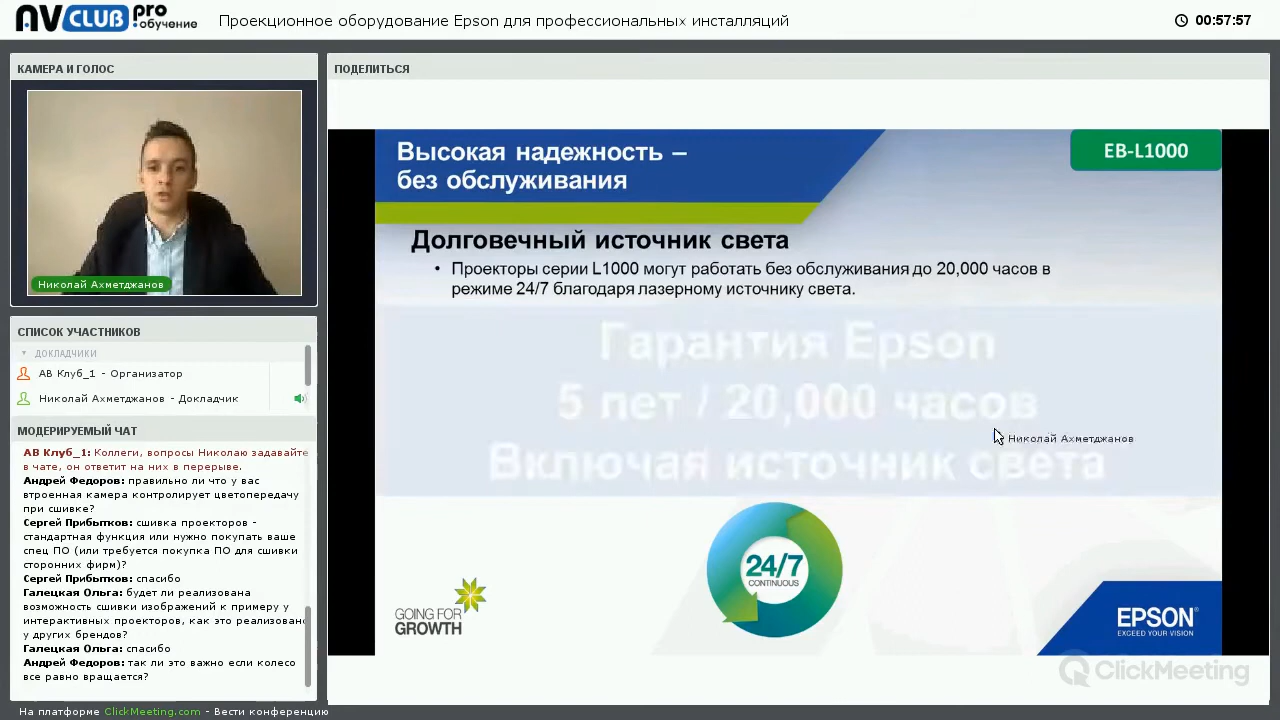 AV CLUB pro :обучение
Проекционное оборудование Epson для профессиональных инсталляций
00:57:57
КАМЕРА И ГОЛОС
Николай Ахметджанов
СПИСОК УЧАСТНИКОВ
ДОКЛАДЧИКИ
АВ Клуб_1 - Организатор
Николай Ахметджанов - Докладчик
МОДЕРИРУЕМЫЙ ЧАТ
АВ Клуб_1: Коллеги, вопросы Николаю задавайте
в чате, он ответит на них в перерыве.
Андрей Федоров: правильно ли что у вас
втроенная камера контролирует цветопередачу
при сшивке?
Сергей Прибытков: сшивка проекторов -
стандартная функция или нужно покупать ваше
спец ПО (или требуется покупка ПО для сшивки
сторонних фирм)?
Сергей Прибытков: спасибо
Галецкая Ольга: будет ли реализована
возможность сшивки изображений к примеру у
интерактивных проекторов, как это реализовано
у других брендов?
Галецкая Ольга: спасибо
Андрей Федоров: так ли это важно если колесо
все равно вращается?
ПОДЕЛИТЬСЯ
Высокая надежность –
без обслуживания
EB-L1000
Долговечный источник света
• Проекторы серии L1000 могут работать без обслуживания до 20,000 часов в
режиме 24/7 благодаря лазерному источнику света.
Гарантия Epson
5 лет / 20,000 часов
Включая источник света
Николай Ахметджанов
24/7
CONTINUOUS
GOING FOR
GROWTH
EPSON®
EXCEED YOUR VISION
ClickMeeting
На платформе ClickMeeting.com - Вести конференцию